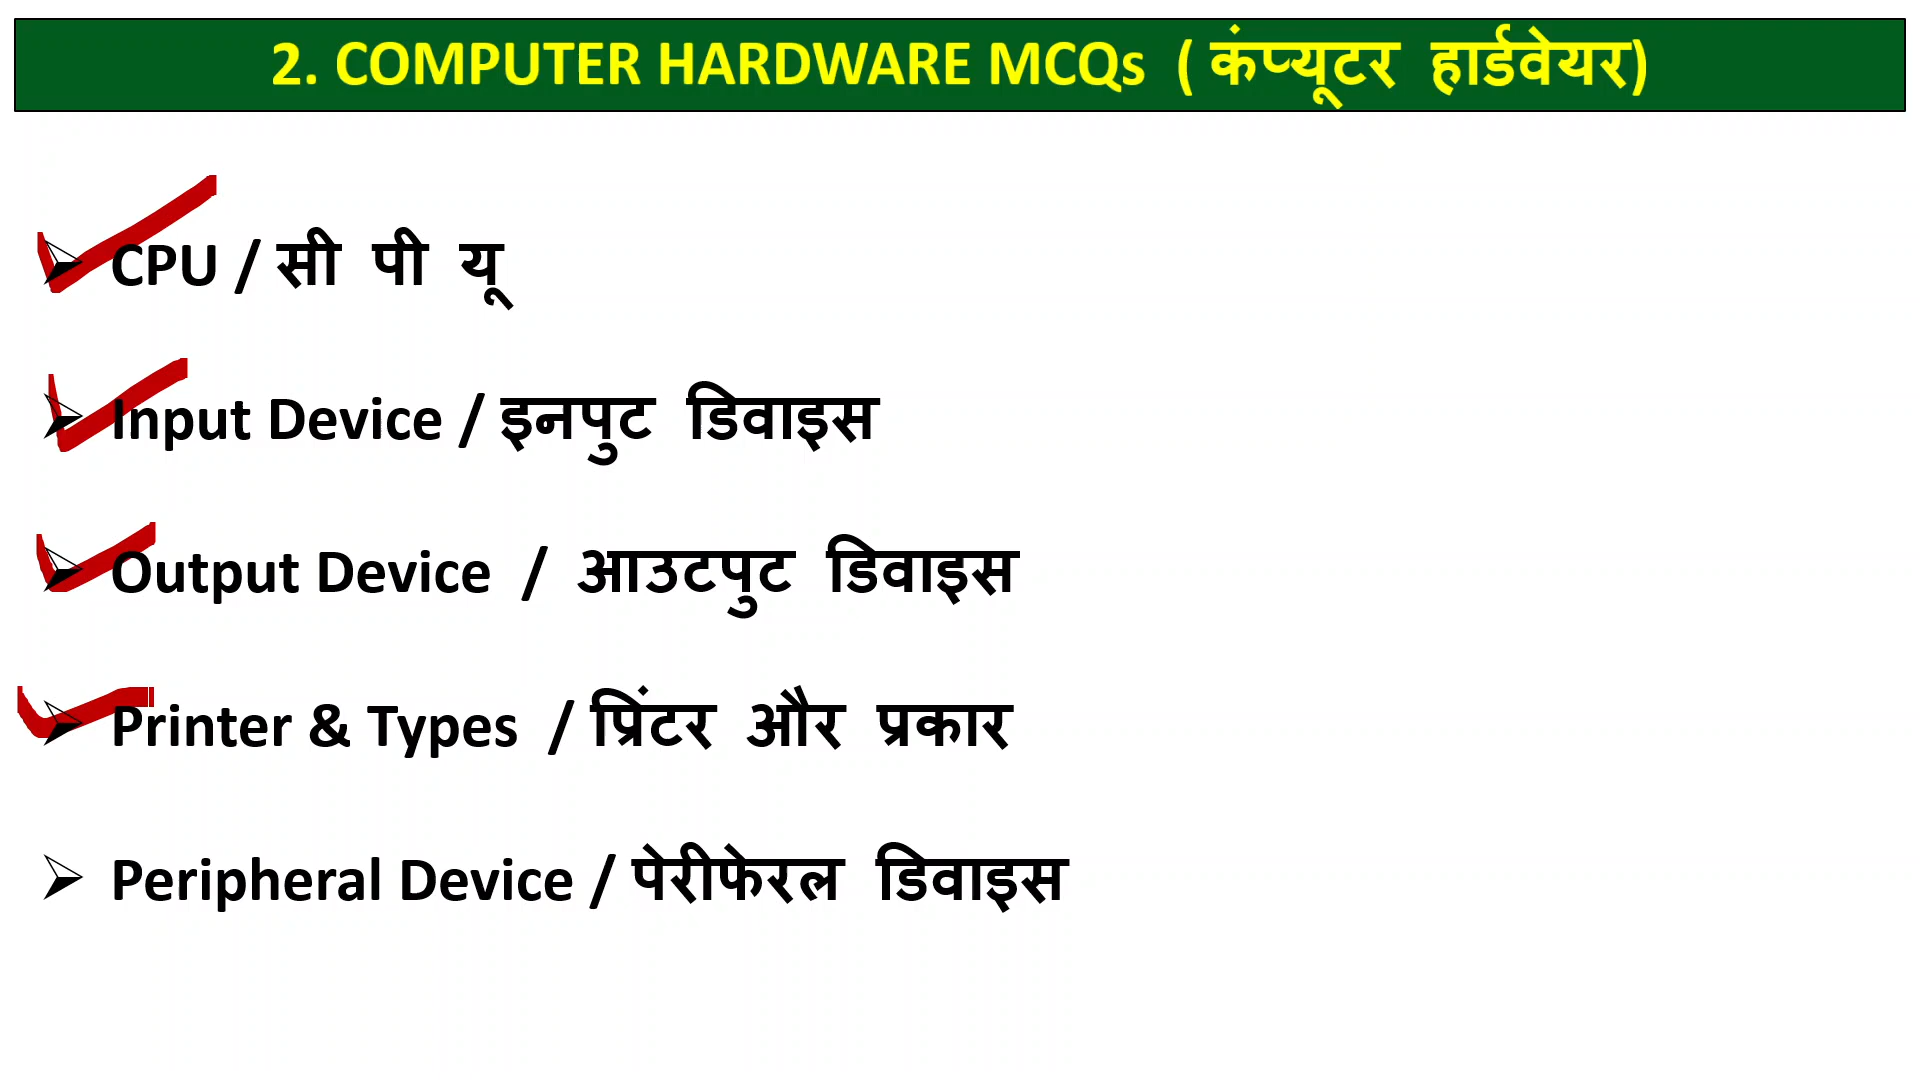 2. COMPUTER HARDWARE MCQs ( कंप्यूटर हार्डवेयर)
CPU / सी पी यू
Input Device / इनपुट डिवाइस
Output Device / आउटपुट डिवाइस
Printer & Types / प्रिंटर और प्रकार
Peripheral Device / पेरीफेरल डिवाइस